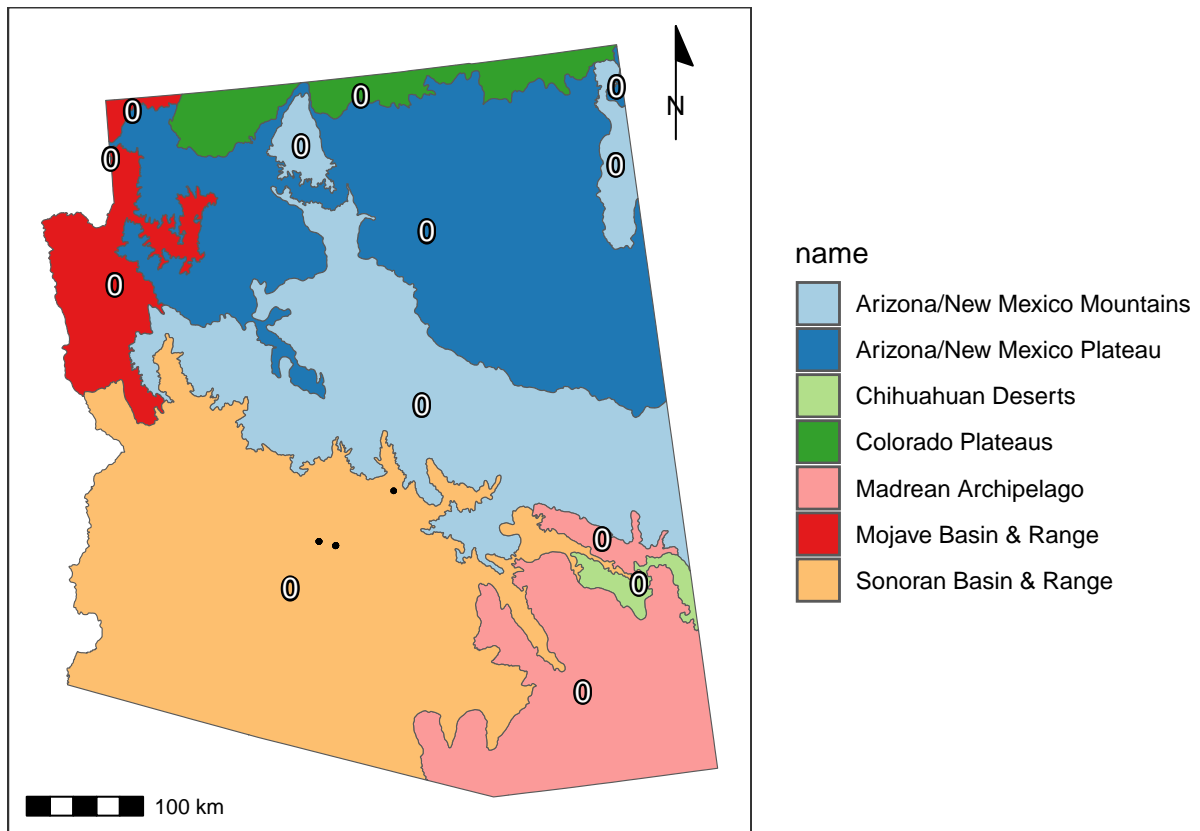 0
0
0
N
0
0
0
0
0
0
0
0
0
0
100 km
name
Arizona/New Mexico Mountains
Arizona/New Mexico Plateau
Chihuahuan Deserts
Colorado Plateaus
Madrean Archipelago
Mojave Basin & Range
Sonoran Basin & Range